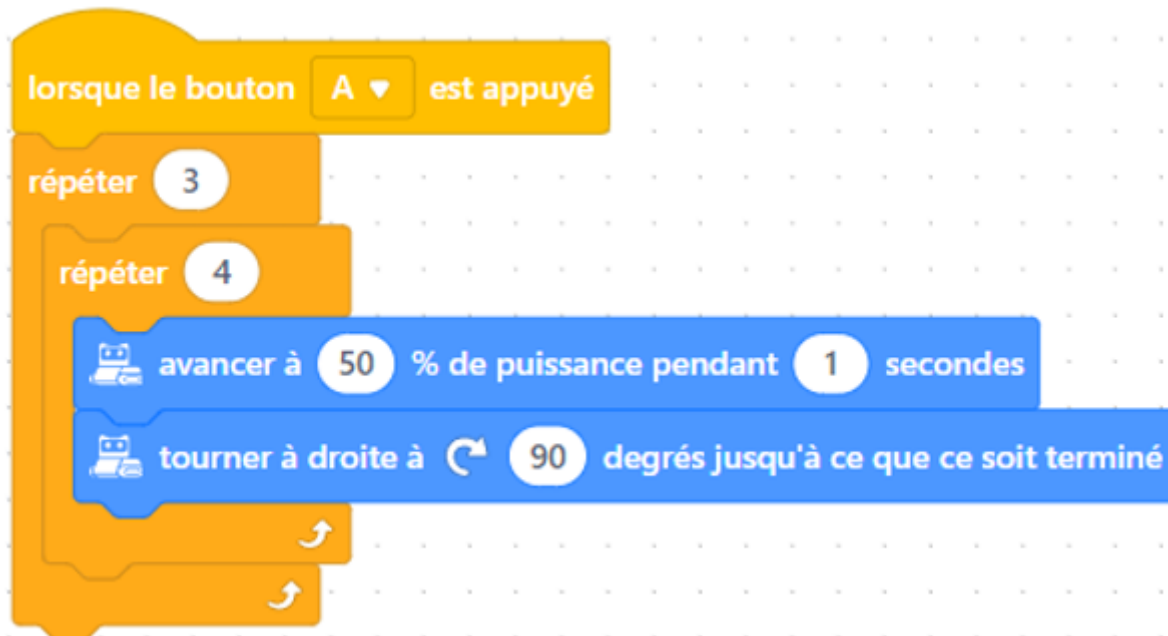 lorsque le bouton A est appuyé
répéter 3
répéter 4
avancer à 50 % de puissance pendant 1 secondes
tourner à droite à 90 degrés jusqu'à ce que ce soit terminé